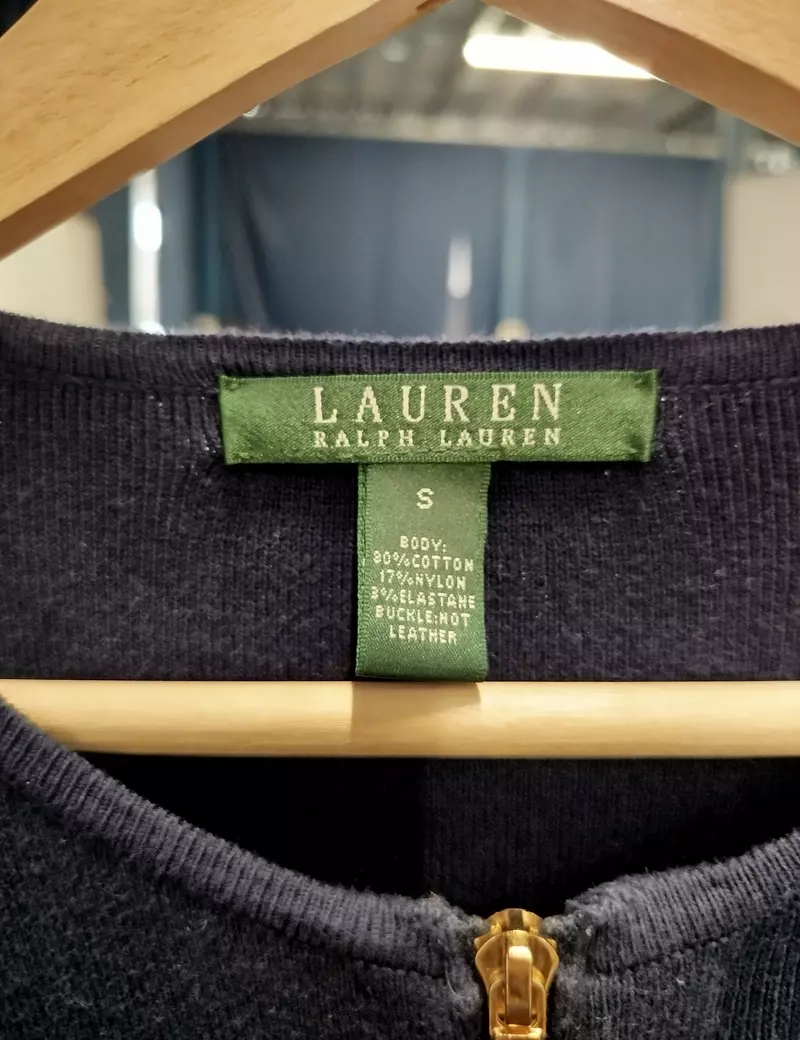 LAUREN
RALPH LAUREN
S
BODY:
80%COTTON
17%NYLON
3%ELASTANE
BUCKLE:NOT
LEATHER